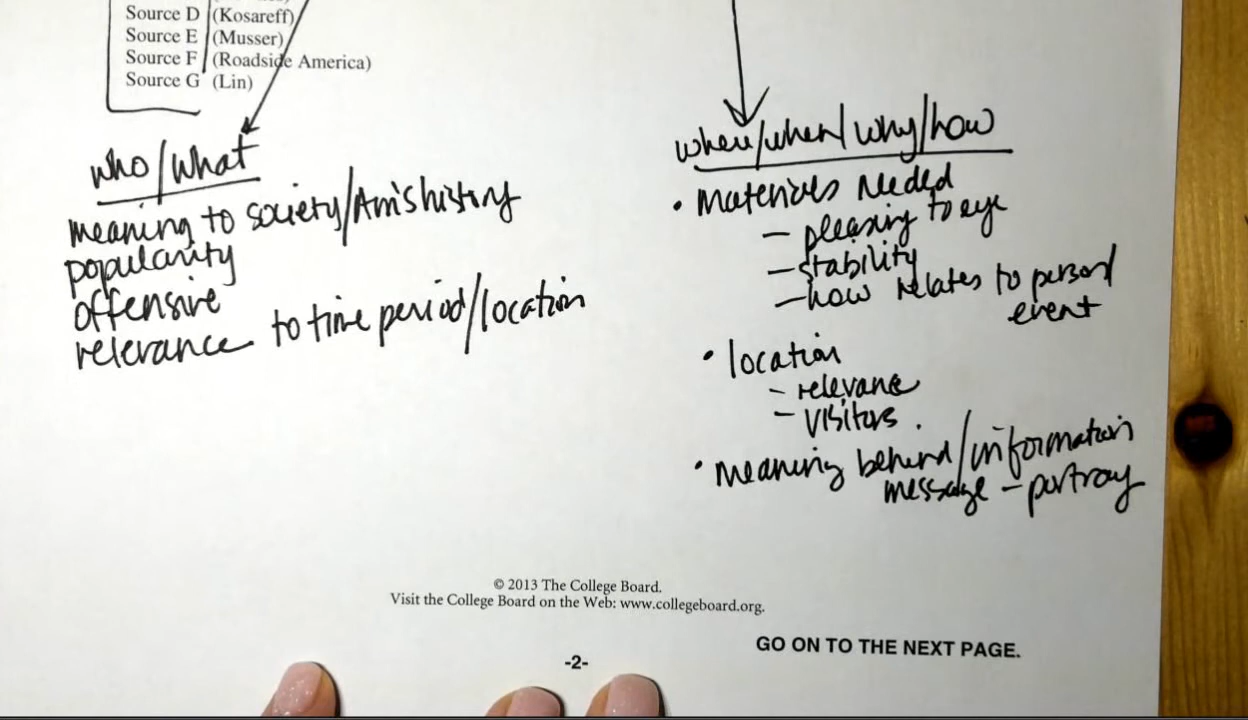 Source D (Kosareff)
Source E (Musser)
Source F (Roadside America)
Source G (Lin)
who/what
meaning to society/Am's history
popularity
offensive
relevance to time period/location
where/when/why/how
• Materials needed
– pleasing to eye
– stability
– how relates to person/
event
• location
– relevance
– visitors.
• meaning behind/information
message – portray
© 2013 The College Board.
Visit the College Board on the Web: www.collegeboard.org.
GO ON TO THE NEXT PAGE.
-2-